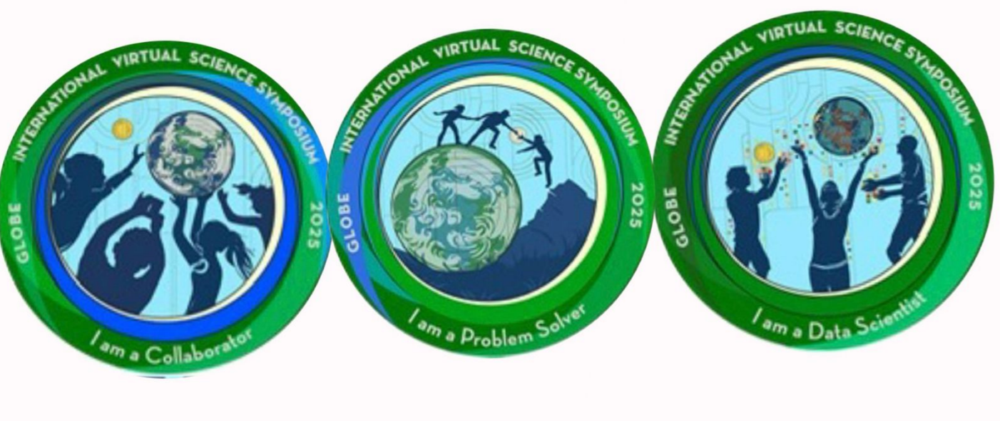 GLOBE INTERNATIONAL VIRTUAL SCIENCE SYMPOSIUM 2025
I am a Collaborator
GLOBE INTERNATIONAL VIRTUAL SCIENCE SYMPOSIUM 2025
I am a Problem Solver
GLOBE INTERNATIONAL VIRTUAL SCIENCE SYMPOSIUM 2025
I am a Data Scientist